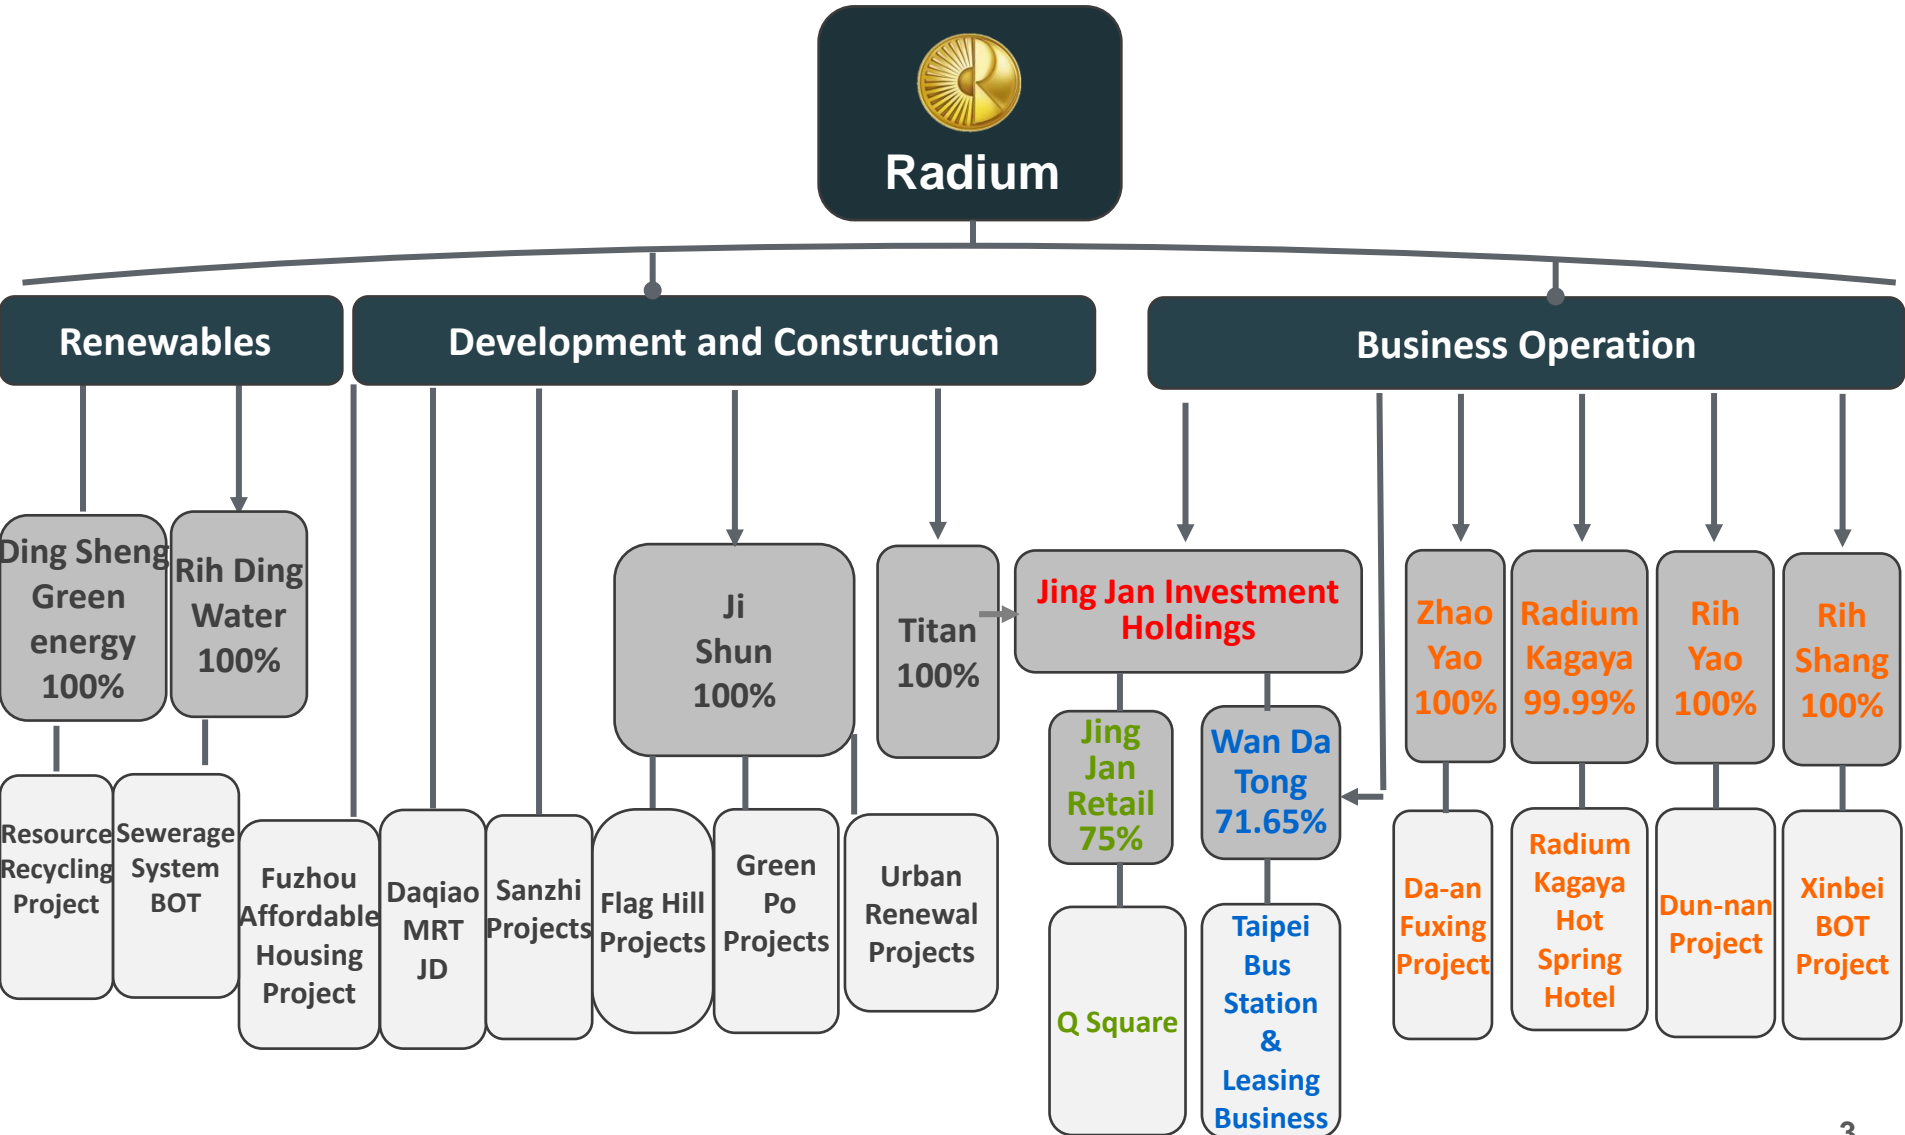 Radium
Renewables
Development and Construction
Business Operation
Ding Sheng
Green
energy
100%
Rih Ding
Water
100%
Ji
Shun
100%
Titan
100%
Jing Jan Investment
Holdings
Jing
Jan
Retail
75%
Wan Da
Tong
71.65%
Zhao
Yao
100%
Radium
Kagaya
99.99%
Rih
Yao
100%
Rih
Shang
100%
Resource
Recycling
Project
Sewerage
System
BOT
Fuzhou
Affordable
Housing
Project
Daqiao
MRT
JD
Sanzhi
Projects
Flag Hill
Projects
Green
Po
Projects
Urban
Renewal
Projects
Q Square
Taipei
Bus
Station
&
Leasing
Business
Da-an
Fuxing
Project
Radium
Kagaya
Hot
Spring
Hotel
Dun-nan
Project
Xinbei
BOT
Project
3